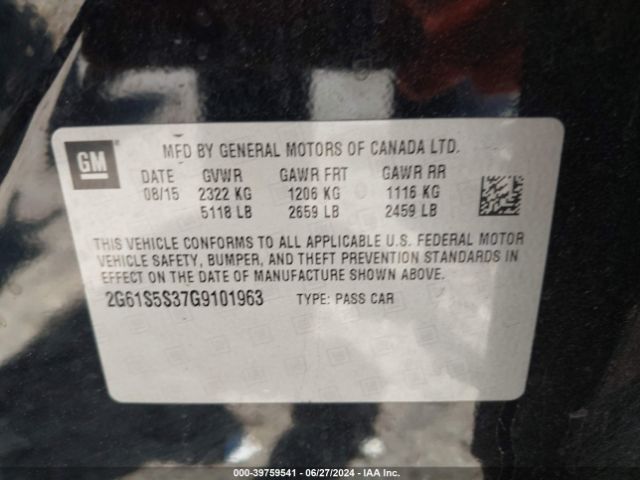 GM
MFD BY GENERAL MOTORS OF CANADA LTD.
DATE GVWR GAWR FRT GAWR RR
08/15 2322 KG 1206 KG 1116 KG
5118 LB 2659 LB 2459 LB
THIS VEHICLE CONFORMS TO ALL APPLICABLE U.S. FEDERAL MOTOR
VEHICLE SAFETY, BUMPER, AND THEFT PREVENTION STANDARDS IN
EFFECT ON THE DATE OF MANUFACTURE SHOWN ABOVE.
2G61S5S37G9101963 TYPE: PASS CAR
000-39759541 / 06/27/2024 - IAA Inc.